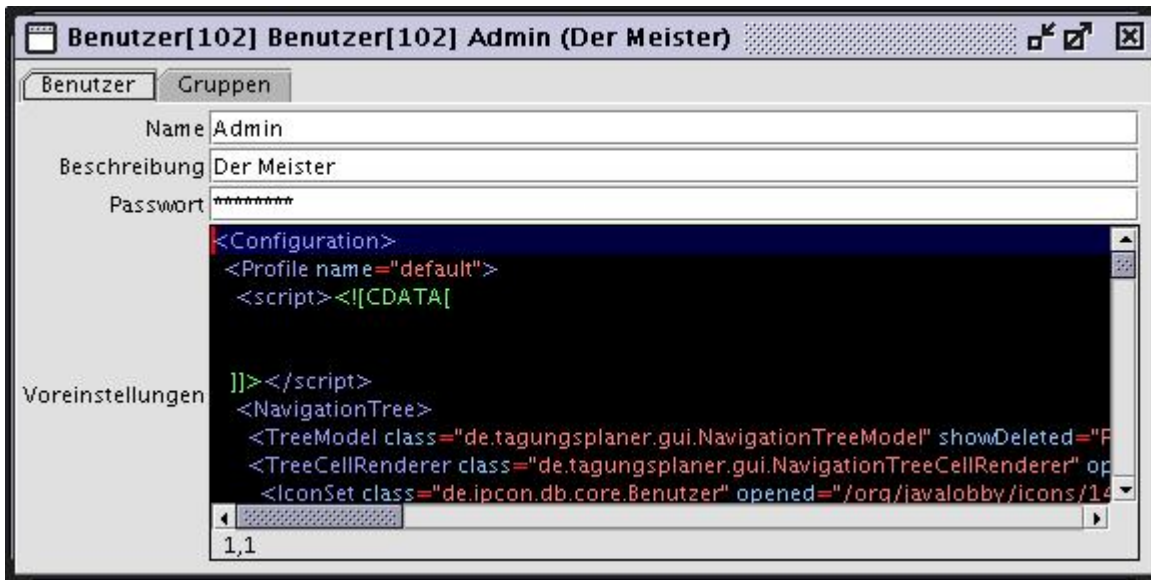 Benutzer[102] Benutzer[102] Admin (Der Meister)
Benutzer Gruppen
Name Admin
Beschreibung Der Meister
Passwort ********
Voreinstellungen
<Configuration>
<Profile name="default">
<script><![CDATA[
]]></script>
<NavigationTree>
<TreeModel class="de.tagungsplaner.gui.NavigationTreeModel" showDeleted="F
<TreeCellRenderer class="de.tagungsplaner.gui.NavigationTreeCellRenderer" op
<IconSet class="de.ipcon.db.core.Benutzer" opened="/org/javalobby/icons/14
1,1